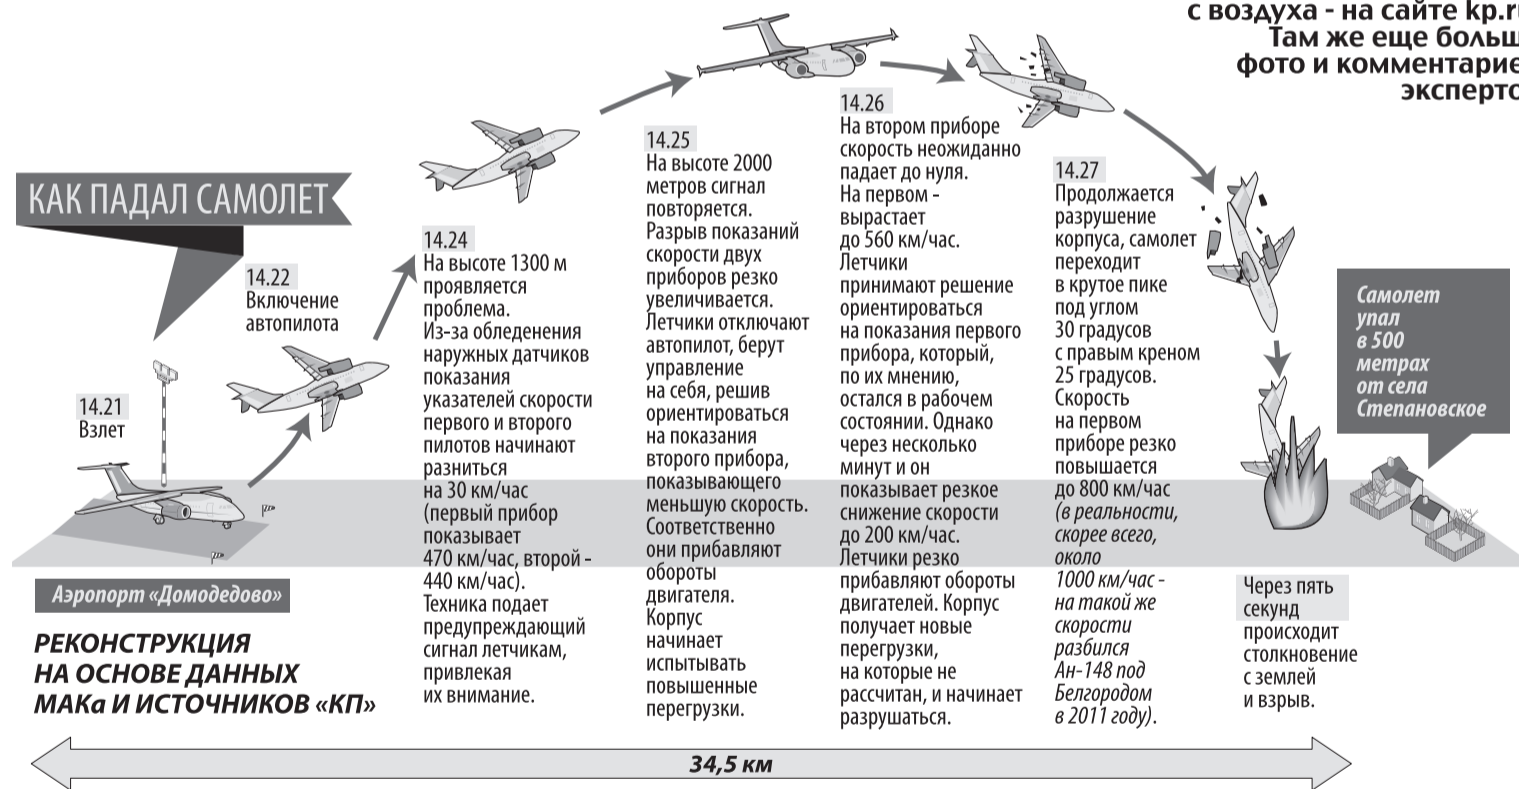 с воздуха - на сайте kp.ru
Там же еще больш
фото и комментарие
эксперто
КАК ПАДАЛ САМОЛЕТ
14.21
Взлет
14.22
Включение
автопилота
14.24
На высоте 1300 м
проявляется
проблема.
Из-за обледенения
наружных датчиков
показания
указателей скорости
первого и второго
пилотов начинают
разниться
на 30 км/час
(первый прибор
показывает
470 км/час, второй -
440 км/час).
Техника подает
предупреждающий
сигнал летчикам,
привлекая
их внимание.
14.25
На высоте 2000
метров сигнал
повторяется.
Разрыв показаний
скорости двух
приборов резко
увеличивается.
Летчики отключают
автопилот, берут
управление
на себя, решив
ориентироваться
на показания
второго прибора,
показывающего
меньшую скорость.
Соответственно
они прибавляют
обороты
двигателя.
Корпус
начинает
испытывать
повышенные
перегрузки.
14.26
На втором приборе
скорость неожиданно
падает до нуля.
На первом -
вырастает
до 560 км/час.
Летчики
принимают решение
ориентироваться
на показания первого
прибора, который,
по их мнению,
остался в рабочем
состоянии. Однако
через несколько
минут и он
показывает резкое
снижение скорости
до 200 км/час.
Летчики резко
прибавляют обороты
двигателей. Корпус
получает новые
перегрузки,
на которые не
рассчитан, и начинает
разрушаться.
14.27
Продолжается
разрушение
корпуса, самолет
переходит
в крутое пике
под углом
30 градусов
с правым креном
25 градусов.
Скорость
на первом
приборе резко
повышается
до 800 км/час
(в реальности,
скорее всего,
около
1000 км/час -
на такой же
скорости
разбился
Ан-148 под
Белгородом
в 2011 году).
Через пять
секунд
происходит
столкновение
с землей
и взрыв.
Самолет
упал
в 500
метрах
от села
Степановское
Аэропорт «Домодедово»
РЕКОНСТРУКЦИЯ
НА ОСНОВЕ ДАННЫХ
МАКа И ИСТОЧНИКОВ «КП»
34,5 км